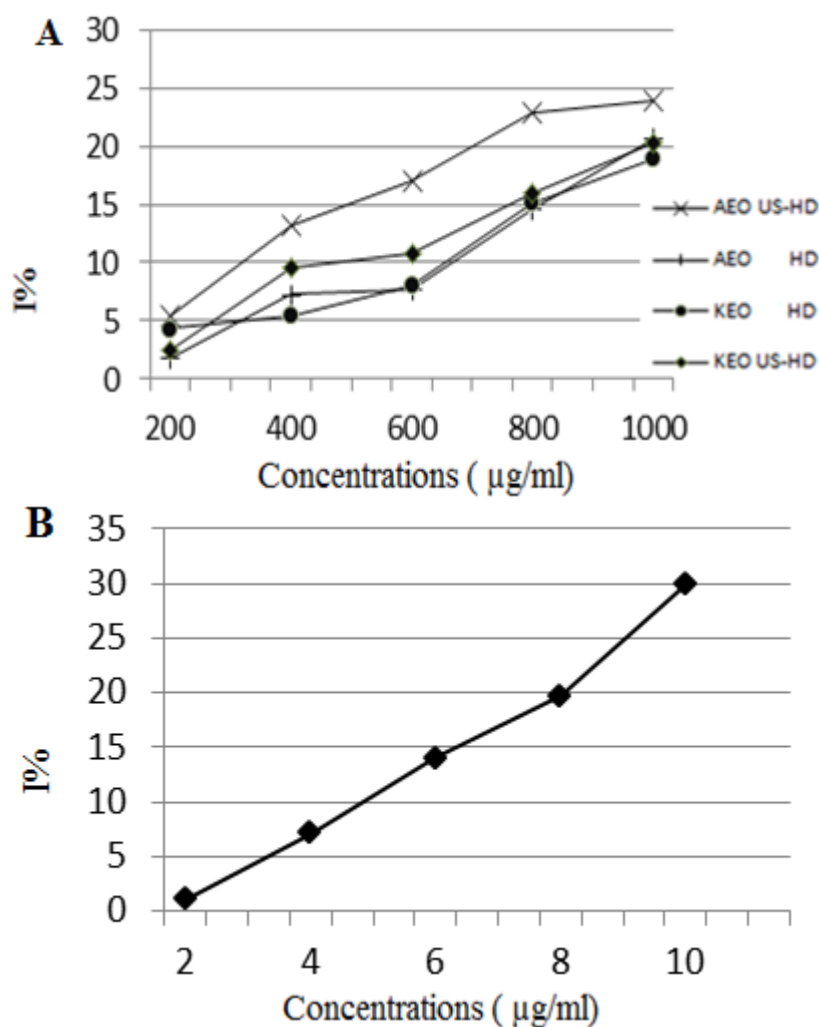 A
30
25
20
15
10
5
0
I%
200 400 600 800 1000
Concentrations ( µg/ml)
AEO US-HD
AEO HD
KEO HD
KEO US-HD
B
35
30
25
20
15
10
5
0
I%
2 4 6 8 10
Concentrations ( µg/ml)